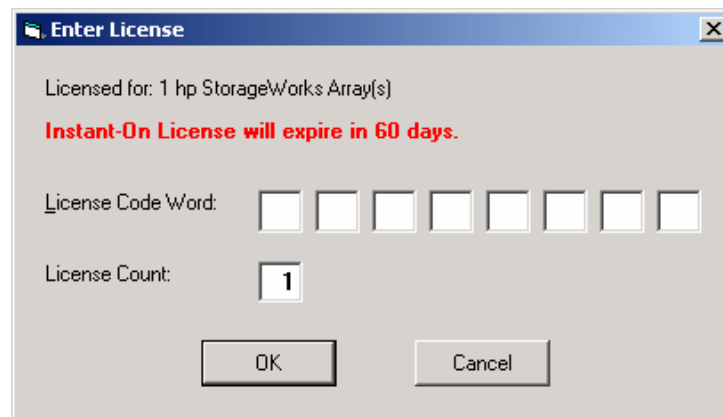 Enter License
Licensed for: 1 hp StorageWorks Array(s)
Instant-On License will expire in 60 days.
License Code Word:
License Count: 1
OK Cancel